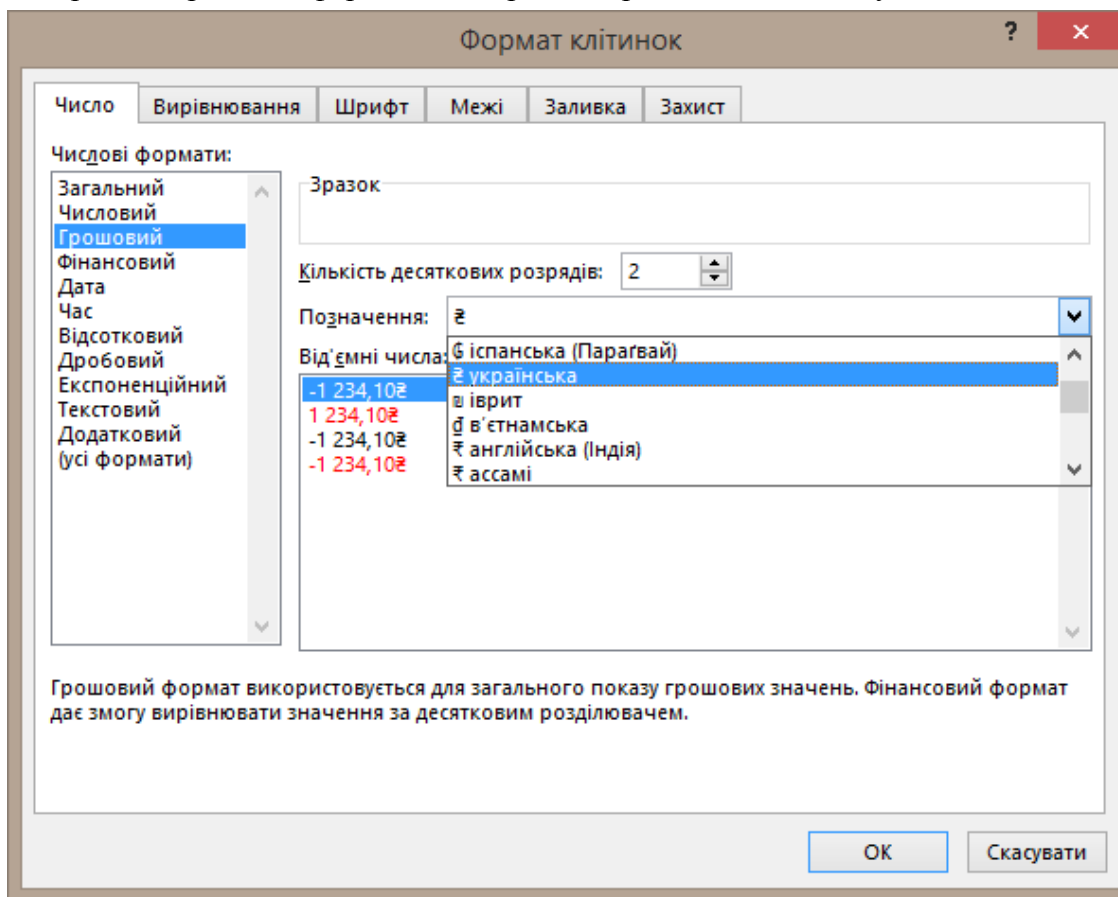 Формат клітинок
?
Число Вирівнювання Шрифт Межі Заливка Захист
Числові формати:
Загальний
Числовий
Грошовий
Фінансовий
Дата
Час
Відсотковий
Дробовий
Експоненційний
Текстовий
Додатковий
(усі формати)
Зразок
Кількість десяткових розрядів: 2
Позначення: ₴
Від'ємні числа:
-1 234,10₴
1 234,10₴
-1 234,10₴
-1 234,10₴
₲ іспанська (Параґвай)
₴ українська
₪ іврит
₫ в'єтнамська
₹ англійська (Індія)
₹ ассамі
Грошовий формат використовується для загального показу грошових значень. Фінансовий формат
дає змогу вирівнювати значення за десятковим розділювачем.
ОК Скасувати